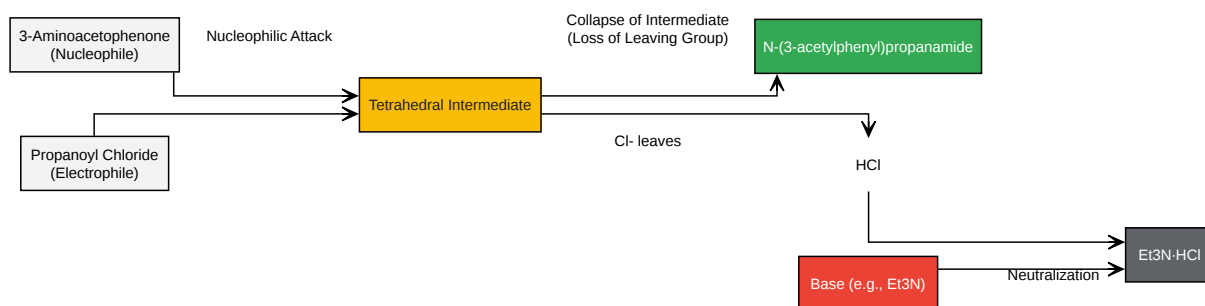 3-Aminoacetophenone
(Nucleophile)
Nucleophilic Attack
Collapse of Intermediate
(Loss of Leaving Group)
N-(3-acetylphenyl)propanamide
Tetrahedral Intermediate
Propanoyl Chloride
(Electrophile)
Cl- leaves
HCl
Base (e.g., Et3N)
Neutralization
Et3N·HCl